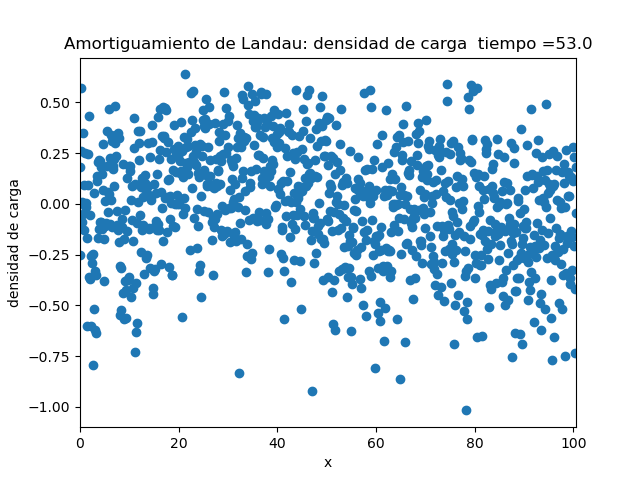 Amortiguamiento de Landau: densidad de carga  tiempo =53.0
densidad de carga
0.50
0.25
0.00
−0.25
−0.50
−0.75
−1.00
0 20 40 60 80 100
x